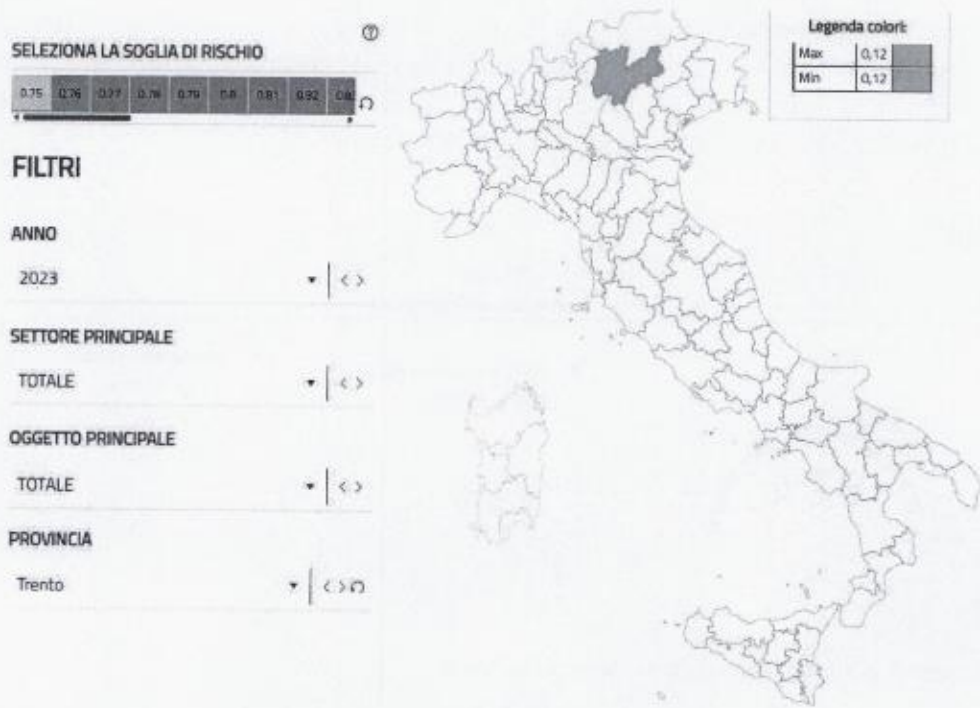 SELEZIONA LA SOGLIA DI RISCHIO
0.75 0.76 0.77 0.78 0.79 0.8 0.81 0.82
FILTRI
ANNO
2023
SETTORE PRINCIPALE
TOTALE
OGGETTO PRINCIPALE
TOTALE
PROVINCIA
Trento
Legenda colori:
Max 0,12
Min 0,12